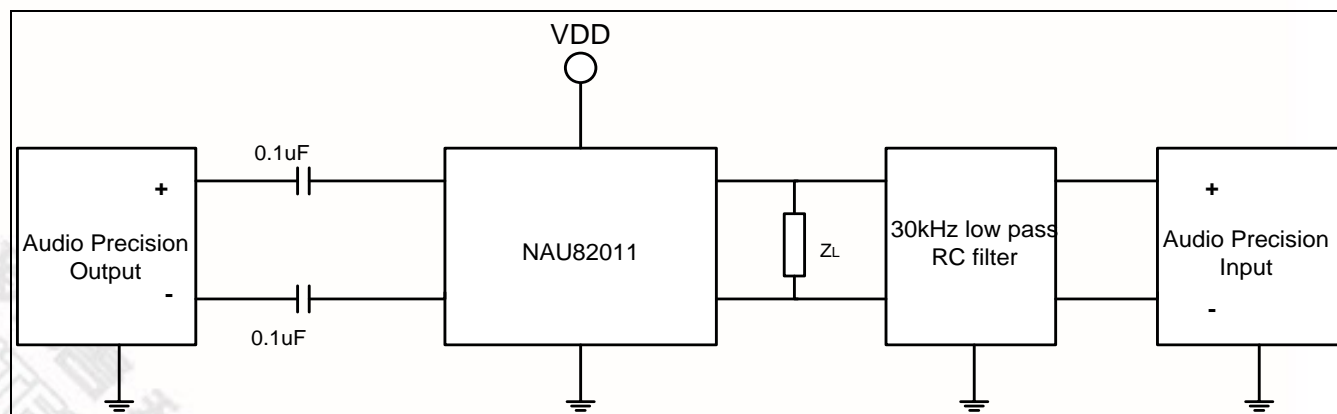 VDD
0.1uF
+
-
Audio Precision
Output
0.1uF
NAU82011
ZL
30kHz low pass
RC filter
+
-
Audio Precision
Input